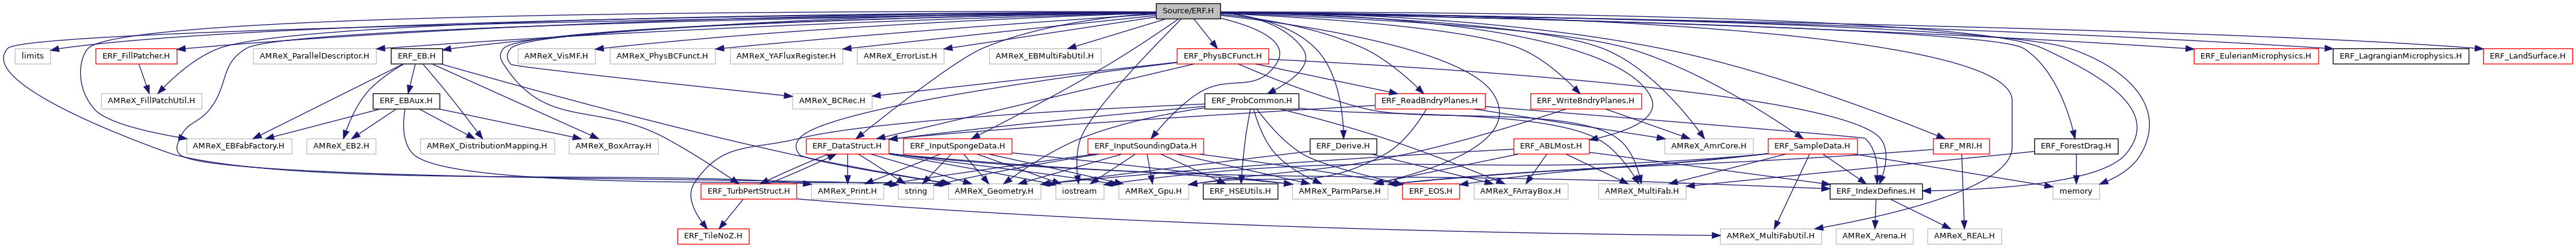 Source/ERF.H
limits
ERF_FillPatcher.H
AMReX_ParallelDescriptor.H
ERF_EB.H
AMReX_VisMF.H
AMReX_PhysBCFunct.H
AMReX_YAFluxRegister.H
AMReX_ErrorList.H
AMReX_EBMultiFabUtil.H
ERF_PhysBCFunct.H
ERF_EulerianMicrophysics.H
ERF_LagrangianMicrophysics.H
ERF_LandSurface.H
AMReX_FillPatchUtil.H
ERF_EBAux.H
AMReX_BCRec.H
ERF_ProbCommon.H
ERF_ReadBndryPlanes.H
ERF_WriteBndryPlanes.H
AMReX_EBFabFactory.H
AMReX_EB2.H
AMReX_DistributionMapping.H
AMReX_BoxArray.H
ERF_DataStruct.H
ERF_InputSpongeData.H
ERF_InputSoundingData.H
ERF_Derive.H
ERF_ABLMost.H
AMReX_AmrCore.H
ERF_SampleData.H
ERF_MRI.H
ERF_ForestDrag.H
ERF_TurbPertStruct.H
AMReX_Print.H
string
AMReX_Geometry.H
iostream
AMReX_Gpu.H
ERF_HSEUtils.H
AMReX_ParmParse.H
ERF_EOS.H
AMReX_FArrayBox.H
AMReX_MultiFab.H
ERF_IndexDefines.H
memory
ERF_TileNoZ.H
AMReX_MultiFabUtil.H
AMReX_Arena.H
AMReX_REAL.H